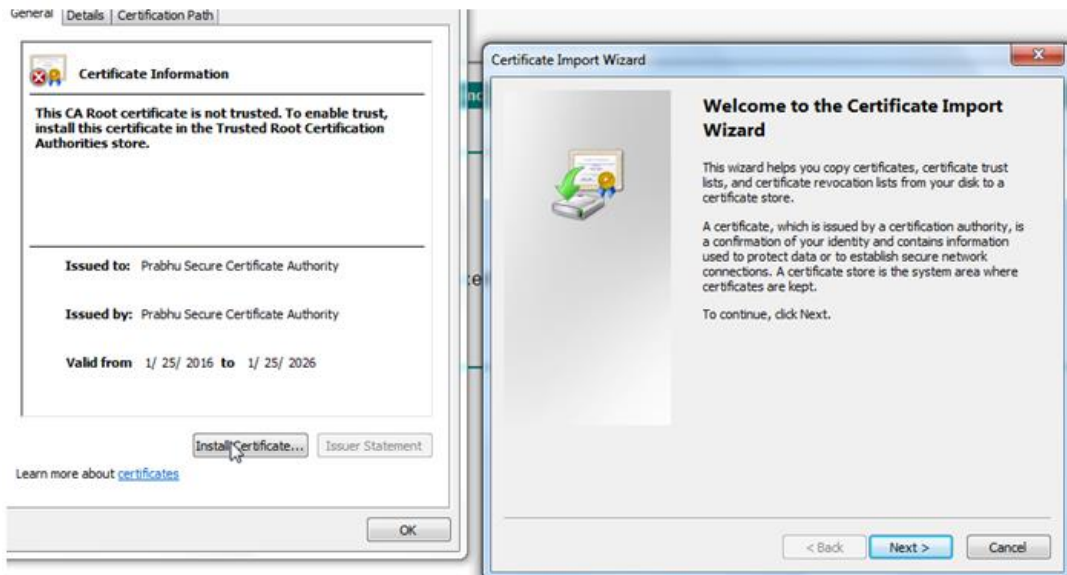 General Details Certification Path
Certificate Information
This CA Root certificate is not trusted. To enable trust,
install this certificate in the Trusted Root Certification
Authorities store.
Issued to: Prabhu Secure Certificate Authority
Issued by: Prabhu Secure Certificate Authority
Valid from 1/ 25/ 2016 to 1/ 25/ 2026
Install Certificate... Issuer Statement
Learn more about certificates
OK
Certificate Import Wizard
Welcome to the Certificate Import
Wizard
This wizard helps you copy certificates, certificate trust
lists, and certificate revocation lists from your disk to a
certificate store.
A certificate, which is issued by a certification authority, is
a confirmation of your identity and contains information
used to protect data or to establish secure network
connections. A certificate store is the system area where
certificates are kept.
To continue, click Next.
< Back Next > Cancel